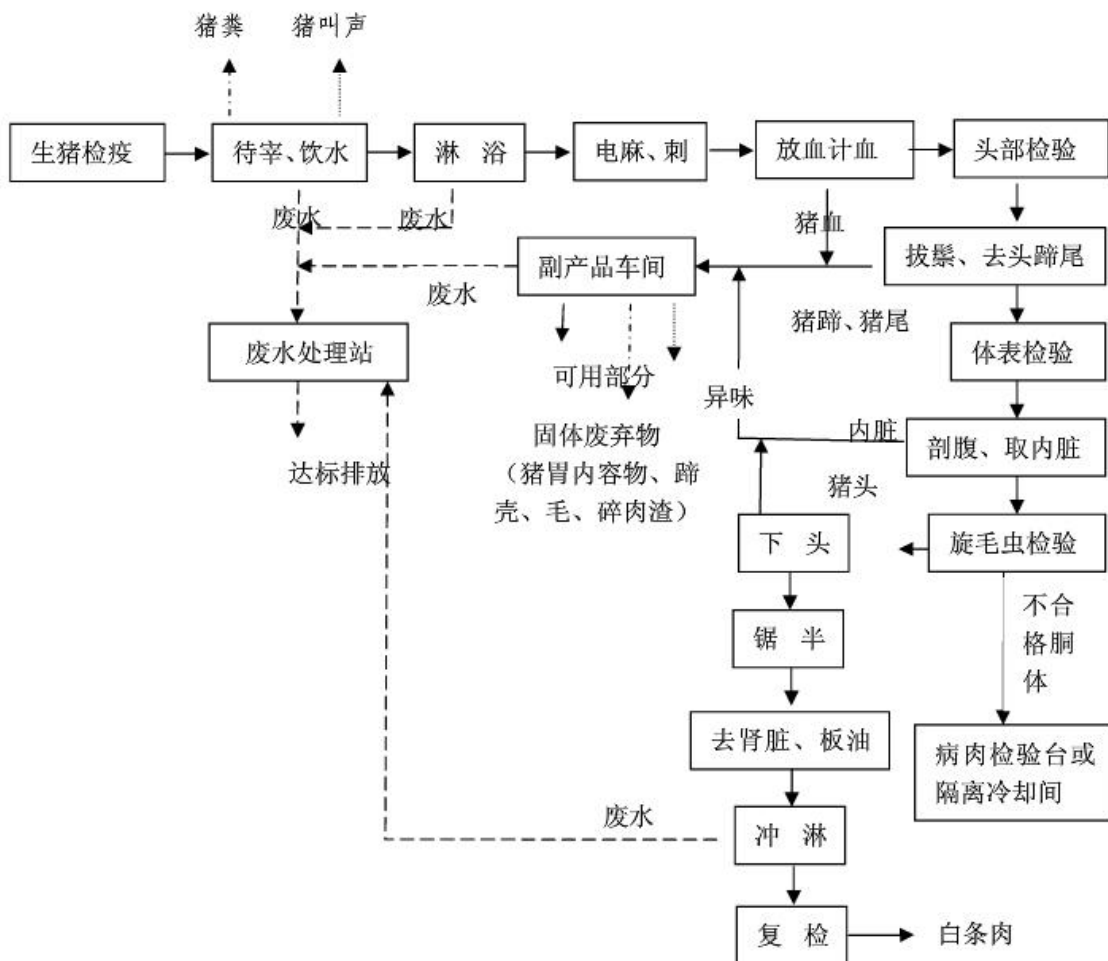 猪粪
猪叫声
生猪检疫
待宰、饮水
淋 浴
电麻、刺
放血计血
头部检验
废水
废水
猪血
拔鬃、去头蹄尾
副产品车间
废水
猪蹄、猪尾
体表检验
废水处理站
可用部分
异味
内脏
剖腹、取内脏
固体废弃物
（猪胃内容物、蹄
壳、毛、碎肉渣）
达标排放
猪头
下 头
旋毛虫检验
不合
格胴
体
锯 半
去肾脏、板油
病肉检验台或
隔离冷却间
废水
冲 淋
复 检
白条肉